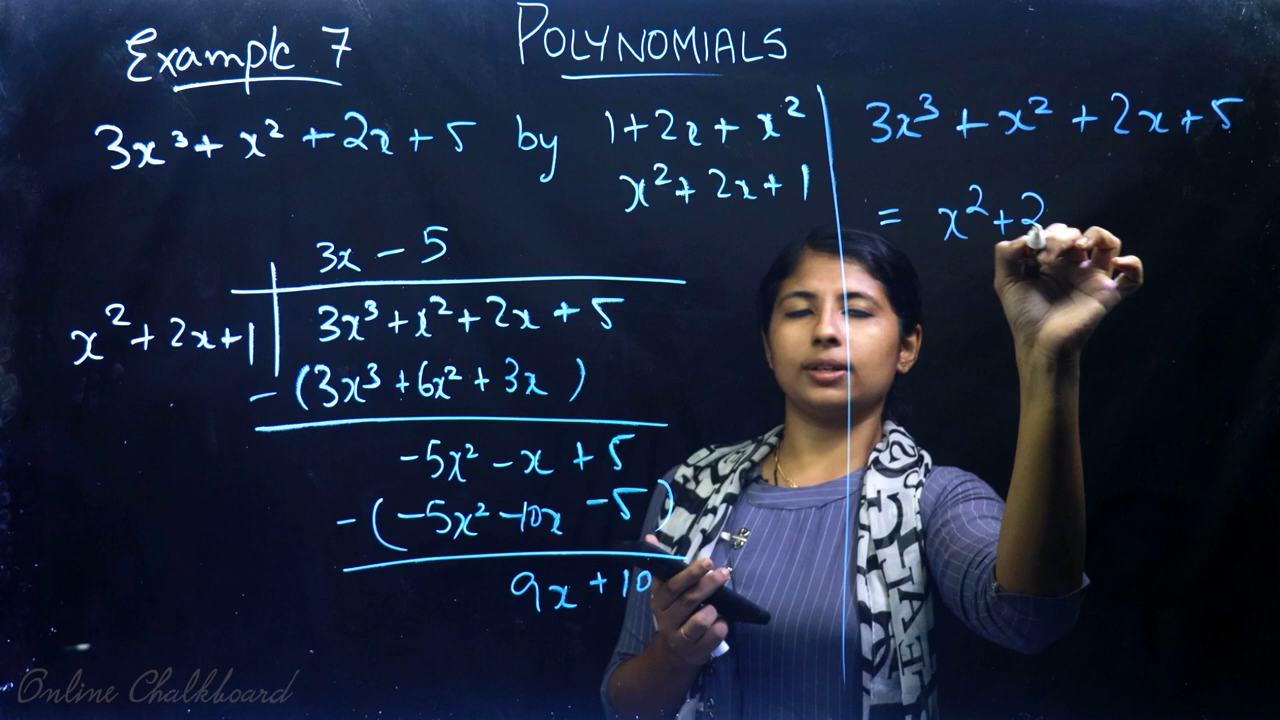 Example 7
POLYNOMIALS
3x³ + x² + 2x + 5 by 1 + 2x + x²
x² + 2x + 1
3x - 5
x² + 2x + 1 | 3x³ + x² + 2x + 5
- (3x³ + 6x² + 3x )
-5x² - x + 5
- (-5x² - 10x - 5 )
9x + 10
3x³ + x² + 2x + 5
= x² + 2
Online Chalkboard